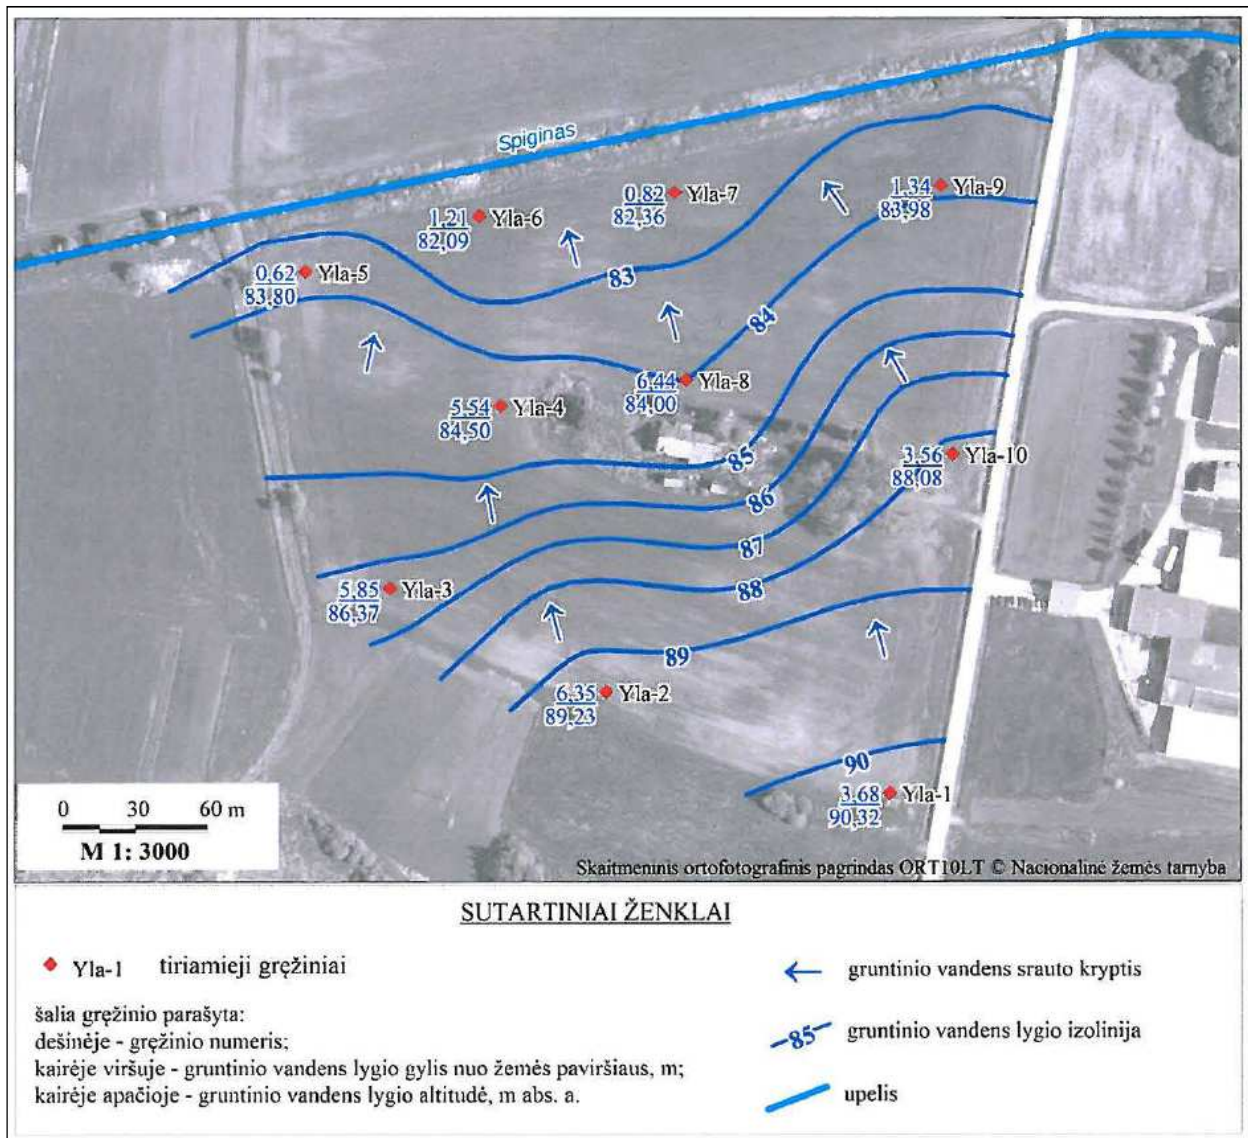 Spiginas
0,82 Yla-7
82,36
1,34 Yla-9
83,98
1,21 Yla-6
82,09
0,62 Yla-5
83,80
83
84
6,44 Yla-8
84,00
5,54 Yla-4
84,50
85
3,56 Yla-10
88,08
86
87
88
5,85 Yla-3
86,37
89
6,35 Yla-2
89,23
90
3,68 Yla-1
90,32
0 30 60 m
M 1: 3000
Skaitmeninis ortofotografinis pagrindas ORT10LT © Nacionalinė žemės tarnyba
SUTARTINIAI ŽENKLAI
Yla-1 tiriamieji gręžiniai
šalia gręžinio parašyta:
dešinėje - gręžinio numeris;
kairėje viršuje - gruntinio vandens lygio gylis nuo žemės paviršiaus, m;
kairėje apačioje - gruntinio vandens lygio altitudė, m abs. a.
gruntinio vandens srauto kryptis
85 gruntinio vandens lygio izolinija
upelis